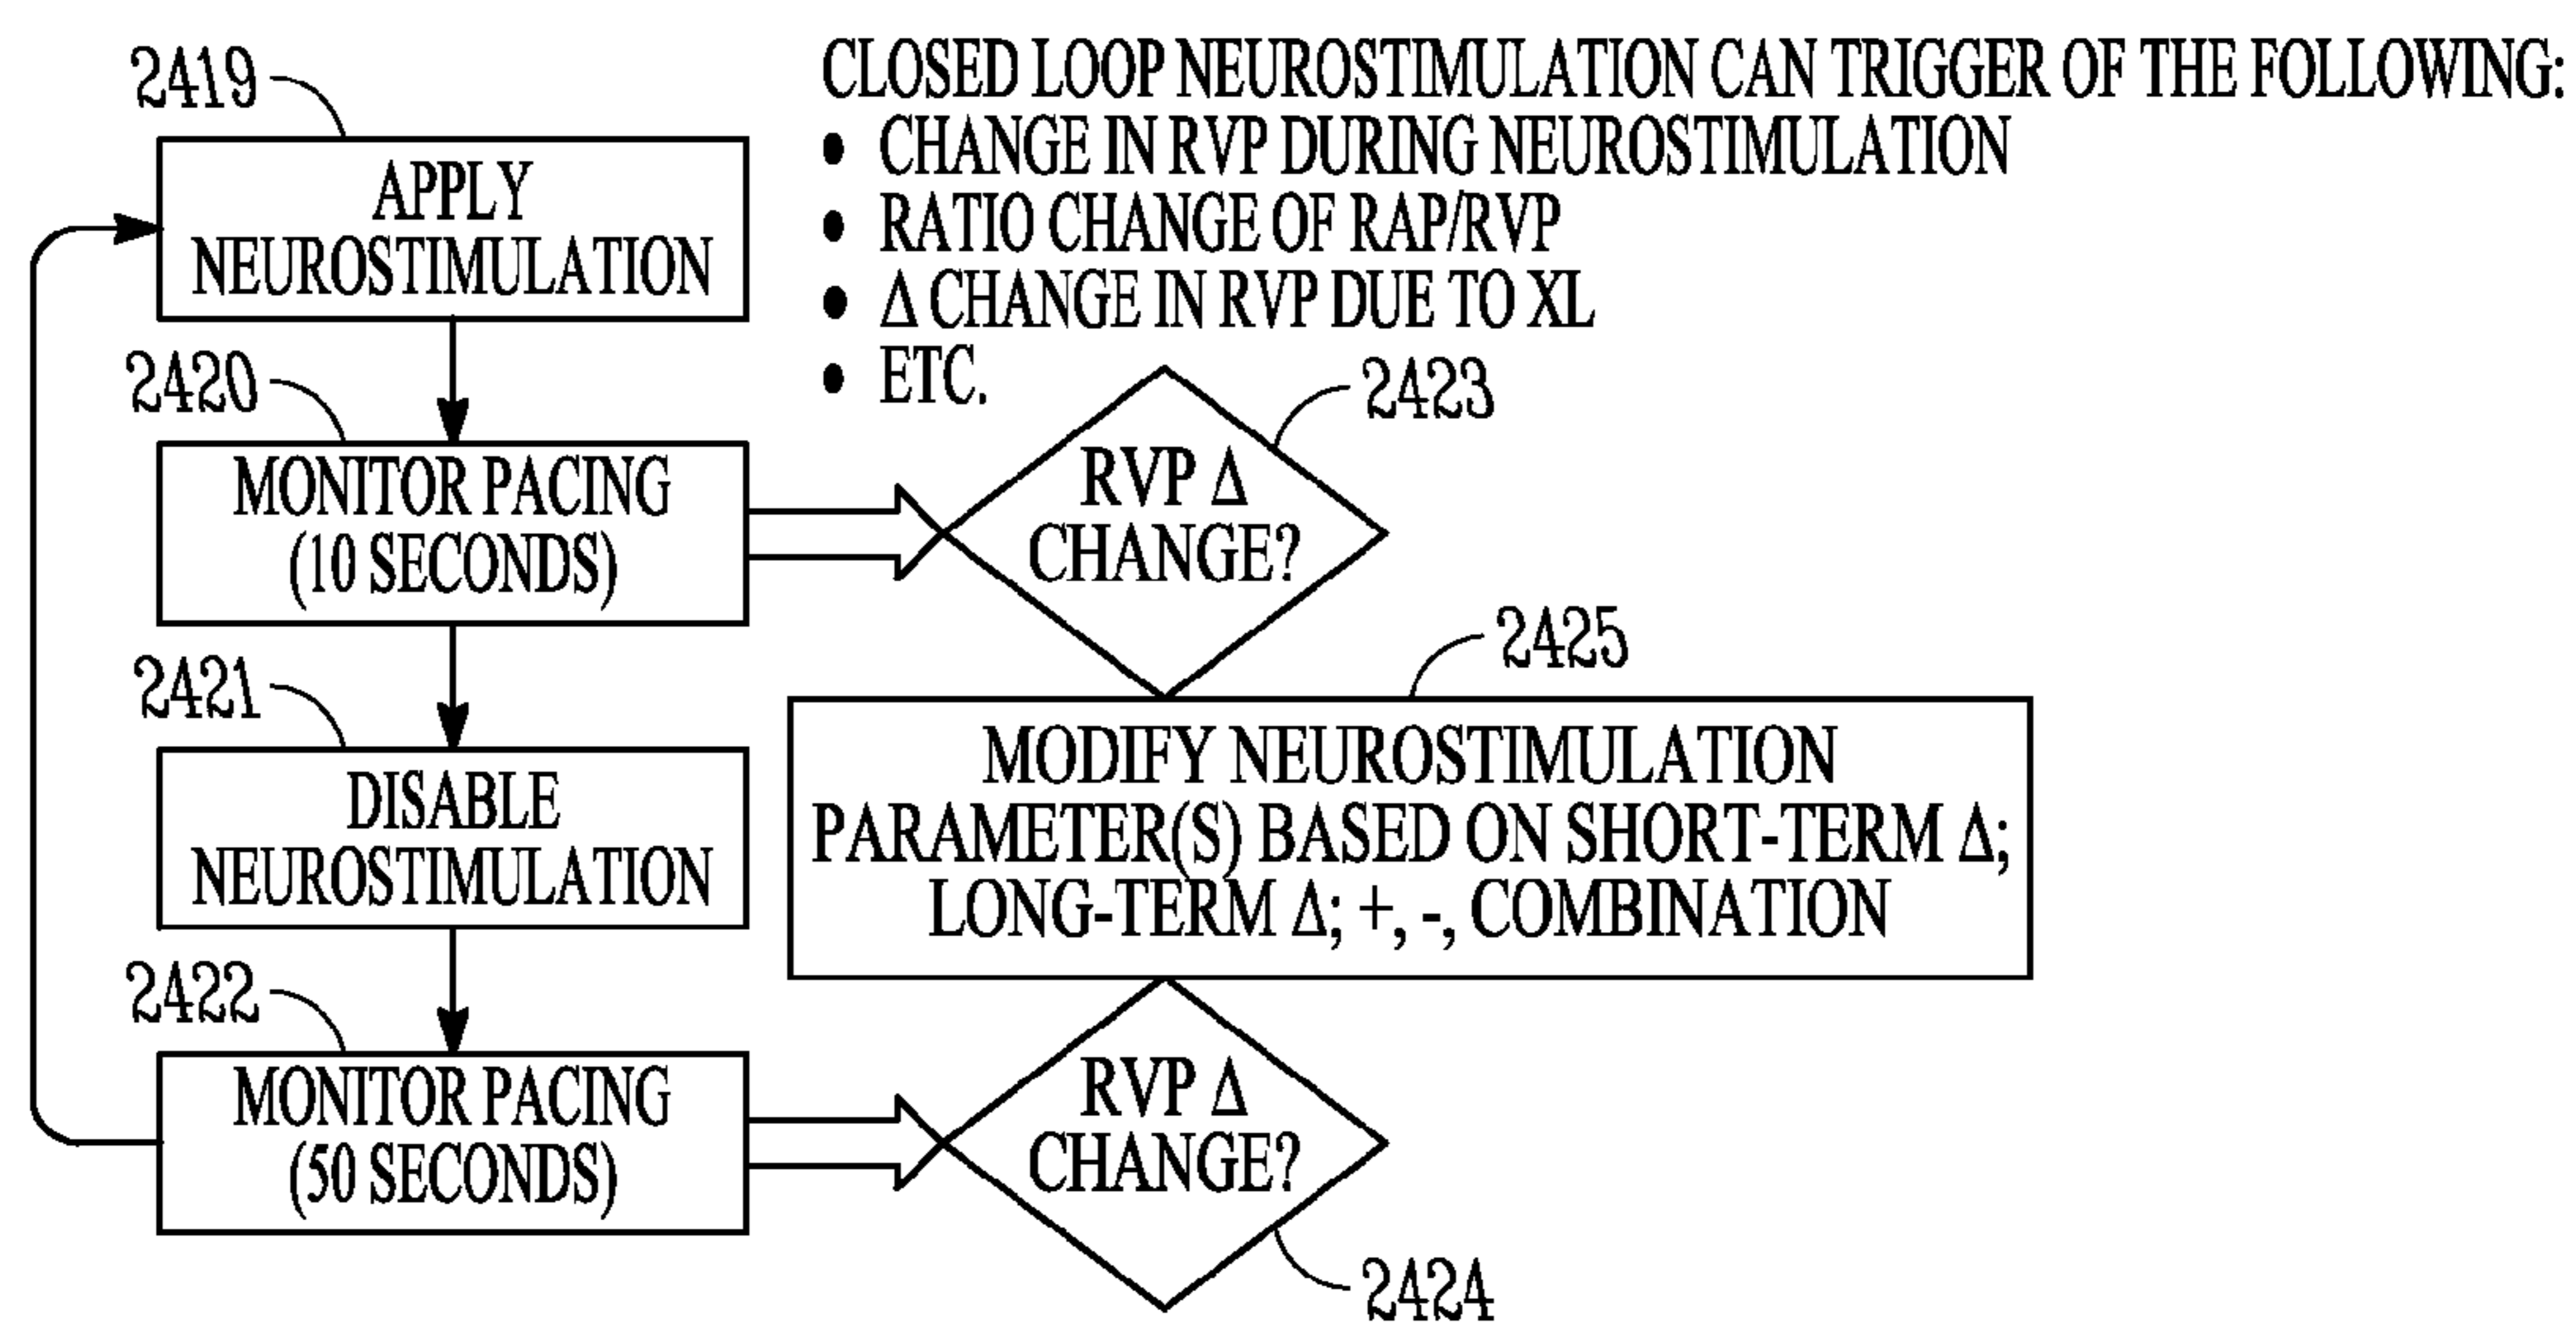 CLOSED LOOP NEUROSTIMULATION CAN TRIGGER OF THE FOLLOWING:
• CHANGE IN RVP DURING NEUROSTIMULATION
• RATIO CHANGE OF RAP/RVP
• Δ CHANGE IN RVP DUE TO XL
• ETC.
2419
APPLY
NEUROSTIMULATION
2420
MONITOR PACING
(10 SECONDS)
2423
RVP Δ
CHANGE?
2421
DISABLE
NEUROSTIMULATION
2425
MODIFY NEUROSTIMULATION
PARAMETER(S) BASED ON SHORT-TERM Δ;
LONG-TERM Δ; +, -, COMBINATION
2422
MONITOR PACING
(50 SECONDS)
RVP Δ
CHANGE?
2424